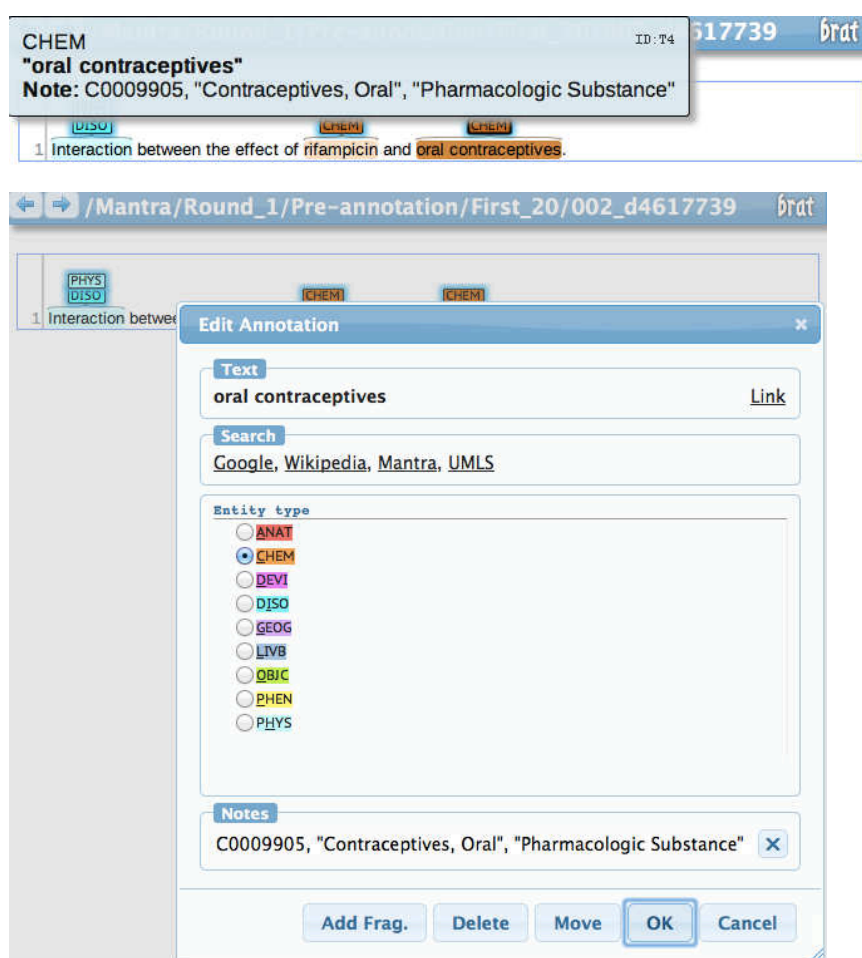 CHEM ID:T4
"oral contraceptives"
Note: C0009905, "Contraceptives, Oral", "Pharmacologic Substance"
617739 brat
DISO CHEM CHEM
1 Interaction between the effect of rifampicin and oral contraceptives.
/Mantra/Round_1/Pre-annotation/First_20/002_d4617739 brat
PHYS
DISO CHEM CHEM
1 Interaction betwee
Edit Annotation ×
Text
oral contraceptives Link
Search
Google, Wikipedia, Mantra, UMLS
Entity type
ANAT
CHEM
DEVI
DISO
GEOG
LIVB
OBJC
PHEN
PHYS
Notes
C0009905, "Contraceptives, Oral", "Pharmacologic Substance" ×
Add Frag. Delete Move OK Cancel